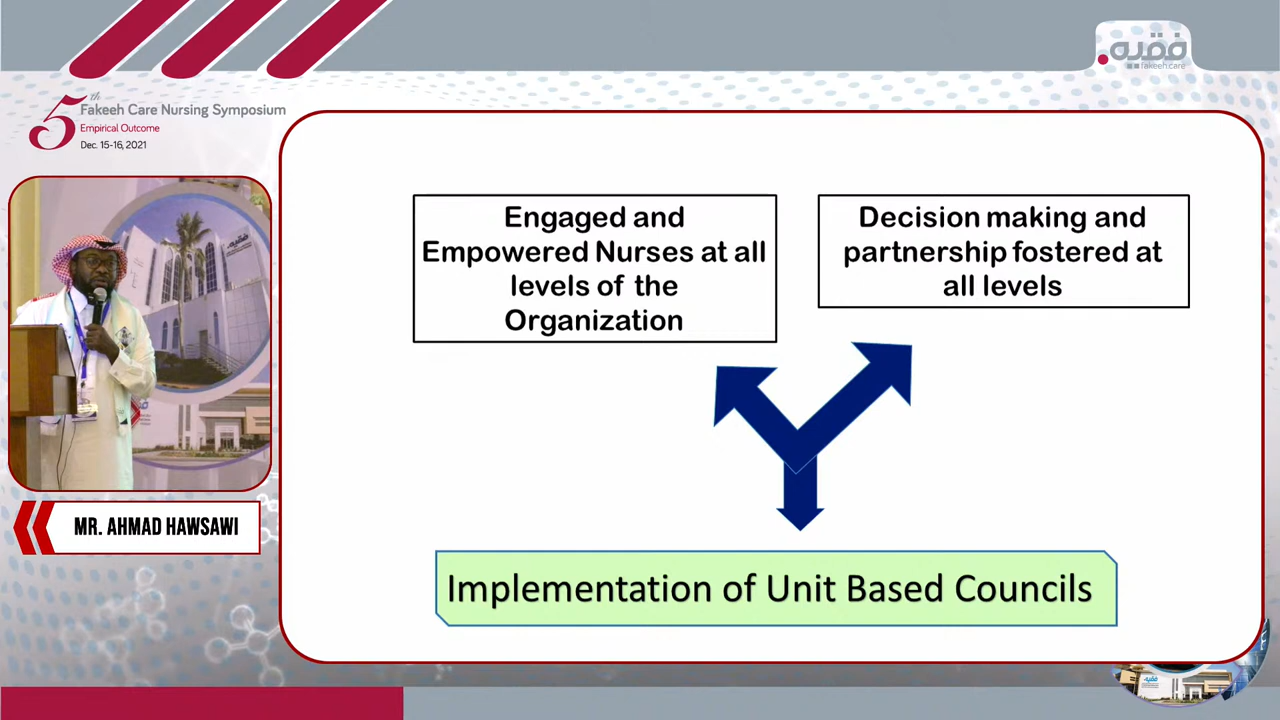 فقيه
fakeeh care
5th
Fakeeh Care Nursing Symposium
Empirical Outcome
Dec. 15-16, 2021
Engaged and
Empowered Nurses at all
levels of the
Organization
Decision making and
partnership fostered at
all levels
MR. AHMAD HAWSAWI
Implementation of Unit Based Councils